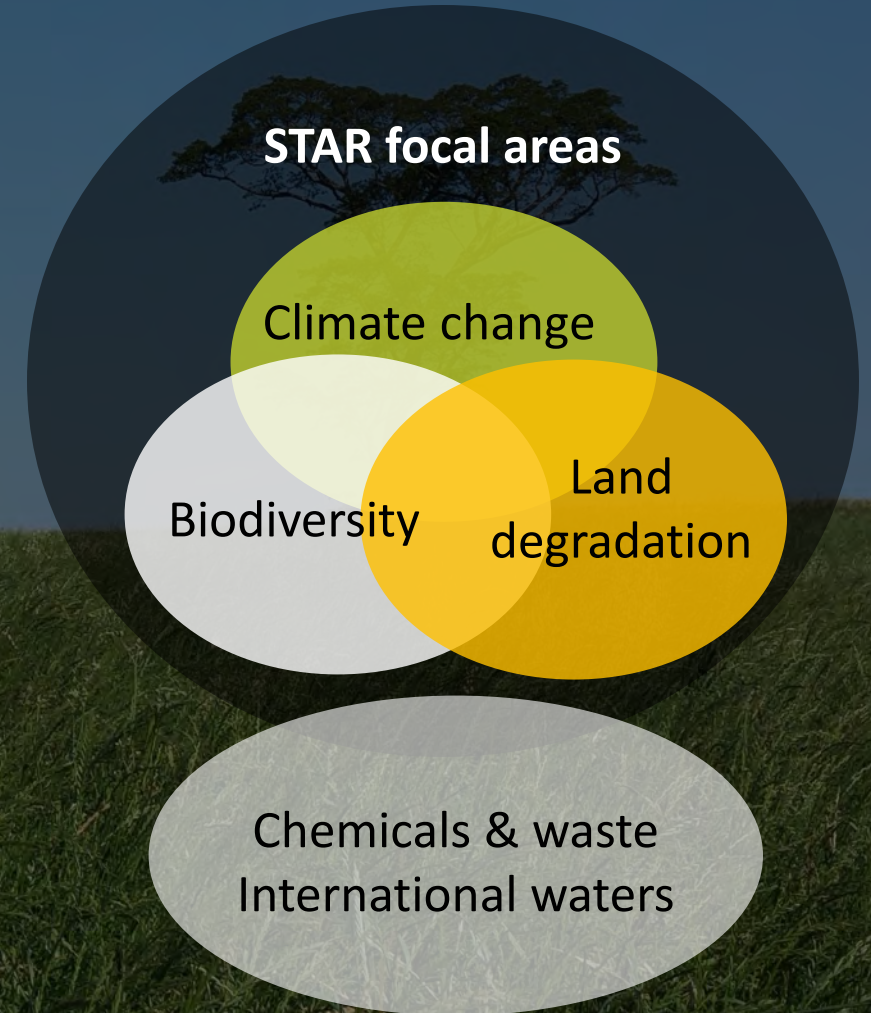 STAR focal areas
Climate change
Biodiversity
Land
degradation
Chemicals & waste
International waters